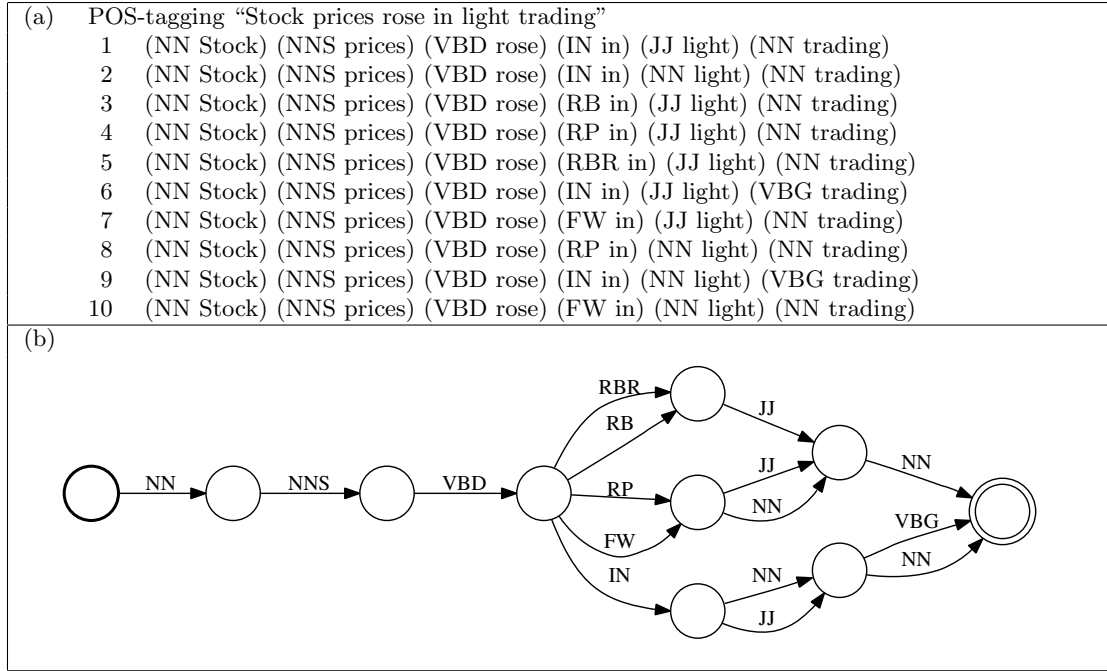 (a) POS-tagging “Stock prices rose in light trading”
1 (NN Stock) (NNS prices) (VBD rose) (IN in) (JJ light) (NN trading)
2 (NN Stock) (NNS prices) (VBD rose) (IN in) (NN light) (NN trading)
3 (NN Stock) (NNS prices) (VBD rose) (RB in) (JJ light) (NN trading)
4 (NN Stock) (NNS prices) (VBD rose) (RP in) (JJ light) (NN trading)
5 (NN Stock) (NNS prices) (VBD rose) (RBR in) (JJ light) (NN trading)
6 (NN Stock) (NNS prices) (VBD rose) (IN in) (JJ light) (VBG trading)
7 (NN Stock) (NNS prices) (VBD rose) (FW in) (JJ light) (NN trading)
8 (NN Stock) (NNS prices) (VBD rose) (RP in) (NN light) (NN trading)
9 (NN Stock) (NNS prices) (VBD rose) (IN in) (NN light) (VBG trading)
10 (NN Stock) (NNS prices) (VBD rose) (FW in) (NN light) (NN trading)
(b)
NN
NNS
VBD
RBR
RB
RP
FW
IN
JJ
JJ
NN
NN
JJ
NN
VBG
NN